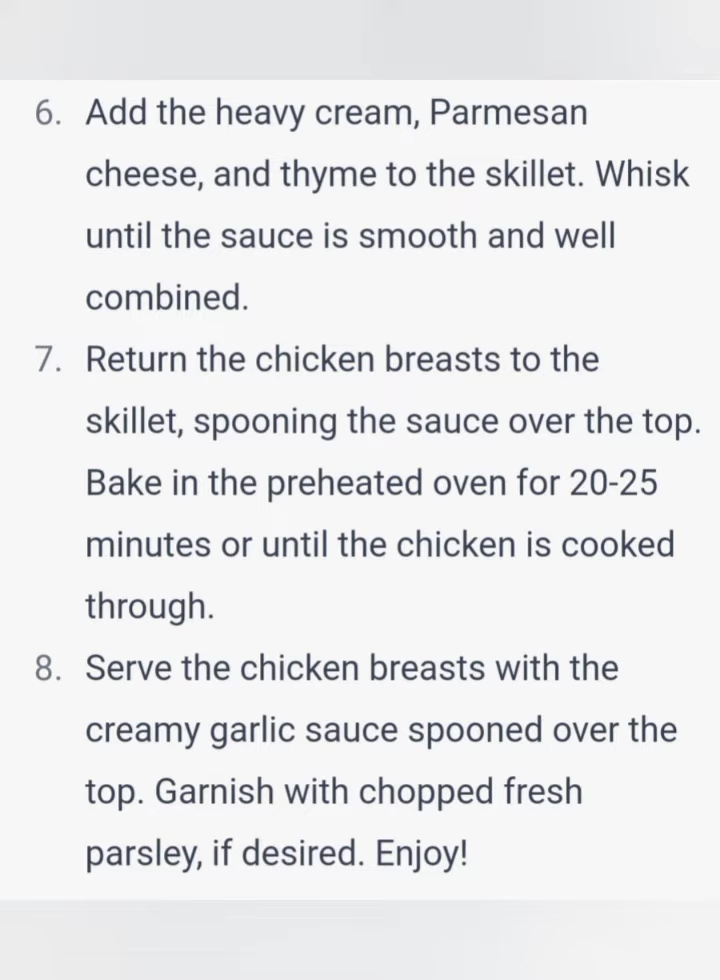 6. Add the heavy cream, Parmesan
cheese, and thyme to the skillet. Whisk
until the sauce is smooth and well
combined.
7. Return the chicken breasts to the
skillet, spooning the sauce over the top.
Bake in the preheated oven for 20-25
minutes or until the chicken is cooked
through.
8. Serve the chicken breasts with the
creamy garlic sauce spooned over the
top. Garnish with chopped fresh
parsley, if desired. Enjoy!